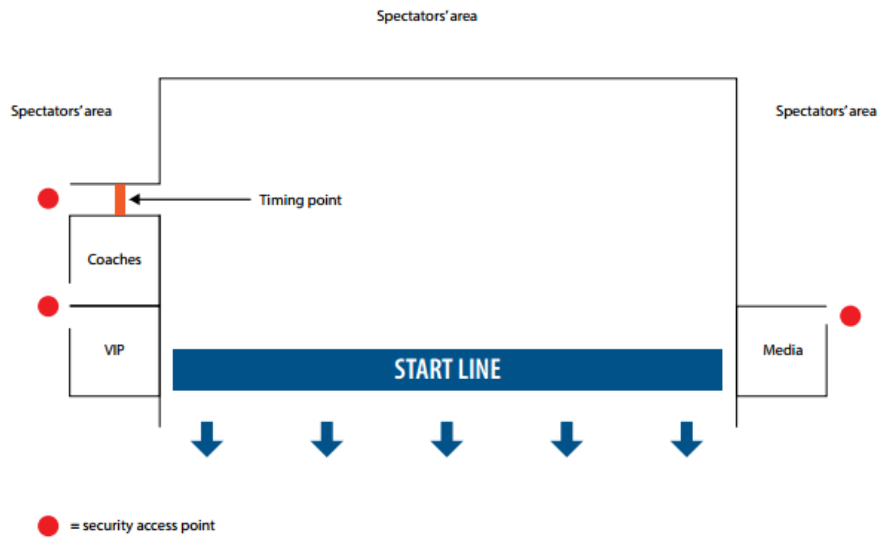 Spectators' area
Spectators' area
Spectators' area
Timing point
Coaches
VIP
START LINE
Media
= security access point